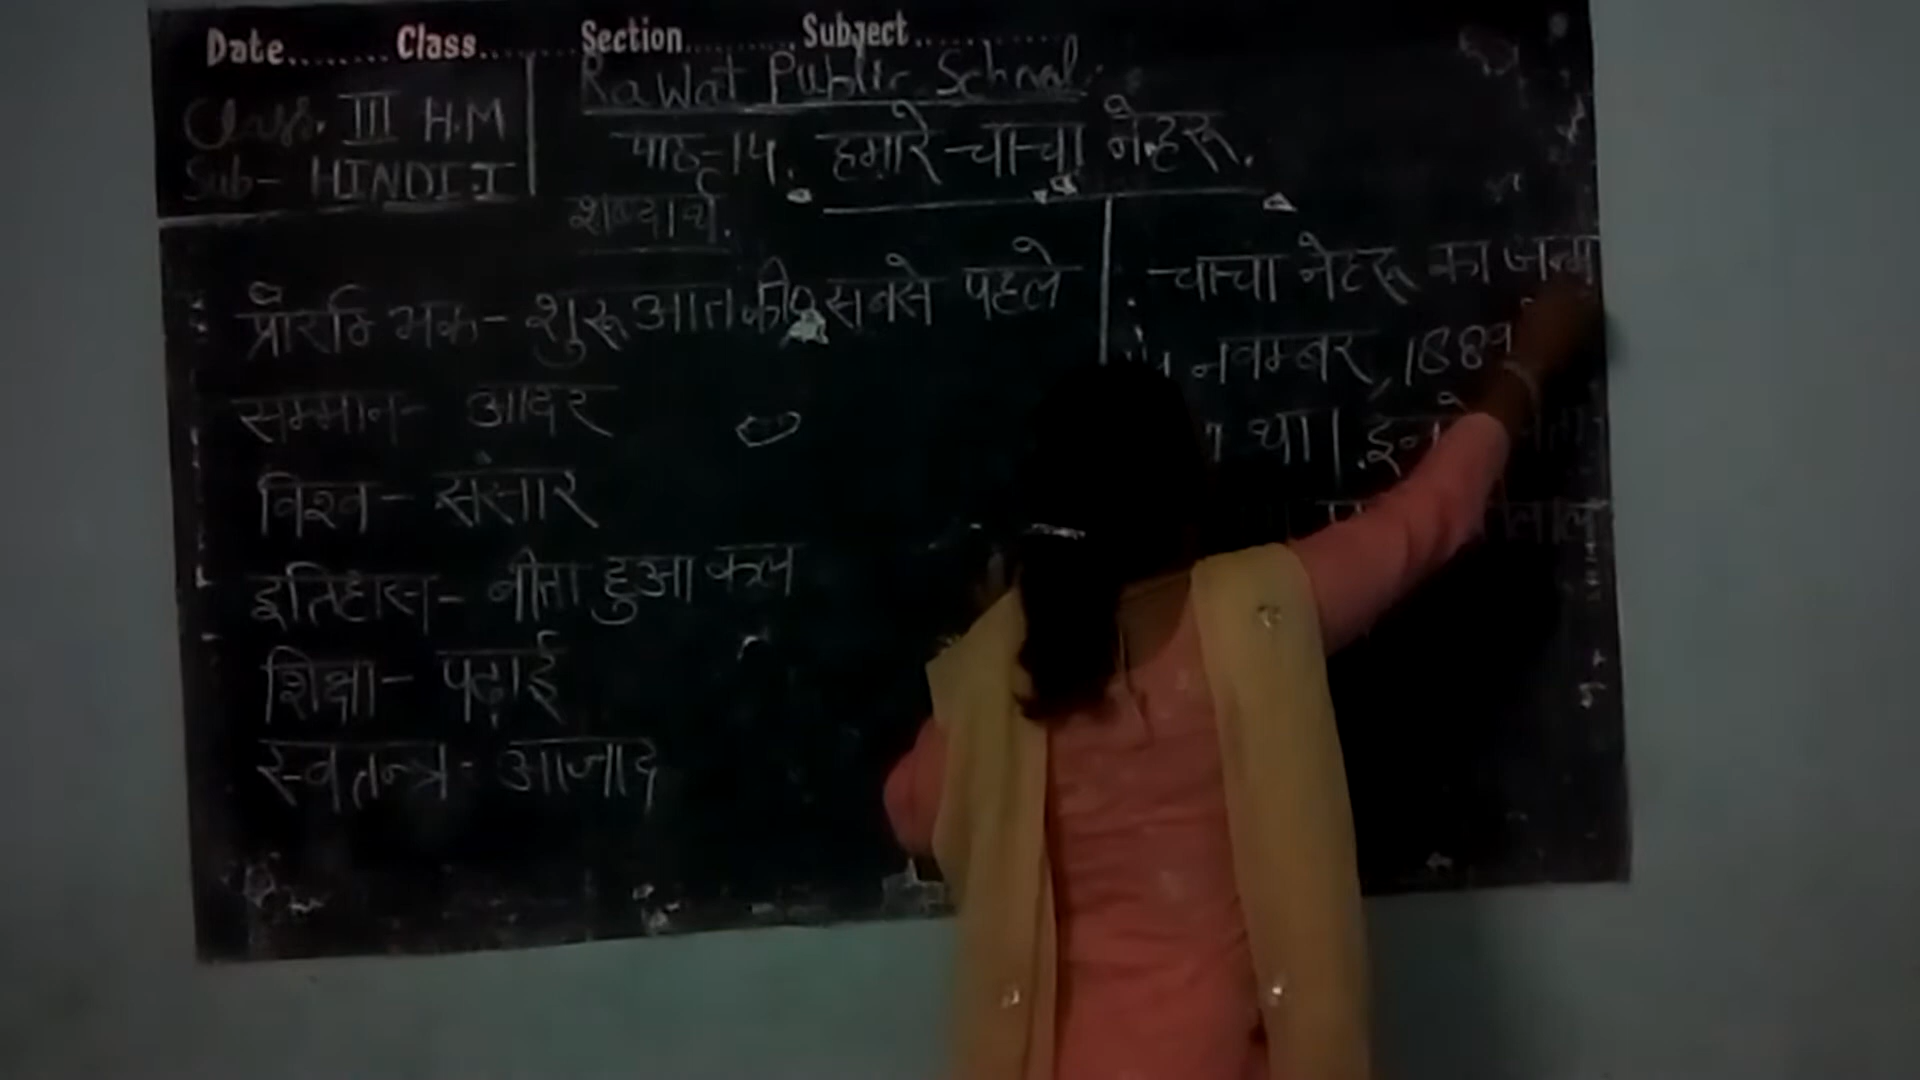 Date........ Class........ Section.......... Subject............
Rawat Public School.
Class. III H.M
Sub- HINDI.I
पाठ-14. हमारे चाचा नेहरू.
शब्दार्थ.
प्रारम्भिक- शुरूआत की, सबसे पहले
सम्मान- आदर
विश्व- संसार
इतिहास- बीता हुआ कल
शिक्षा- पढ़ाई
स्वतन्त्र- आजाद
चाचा नेहरू का जन्म
नवम्बर, 1889
था।